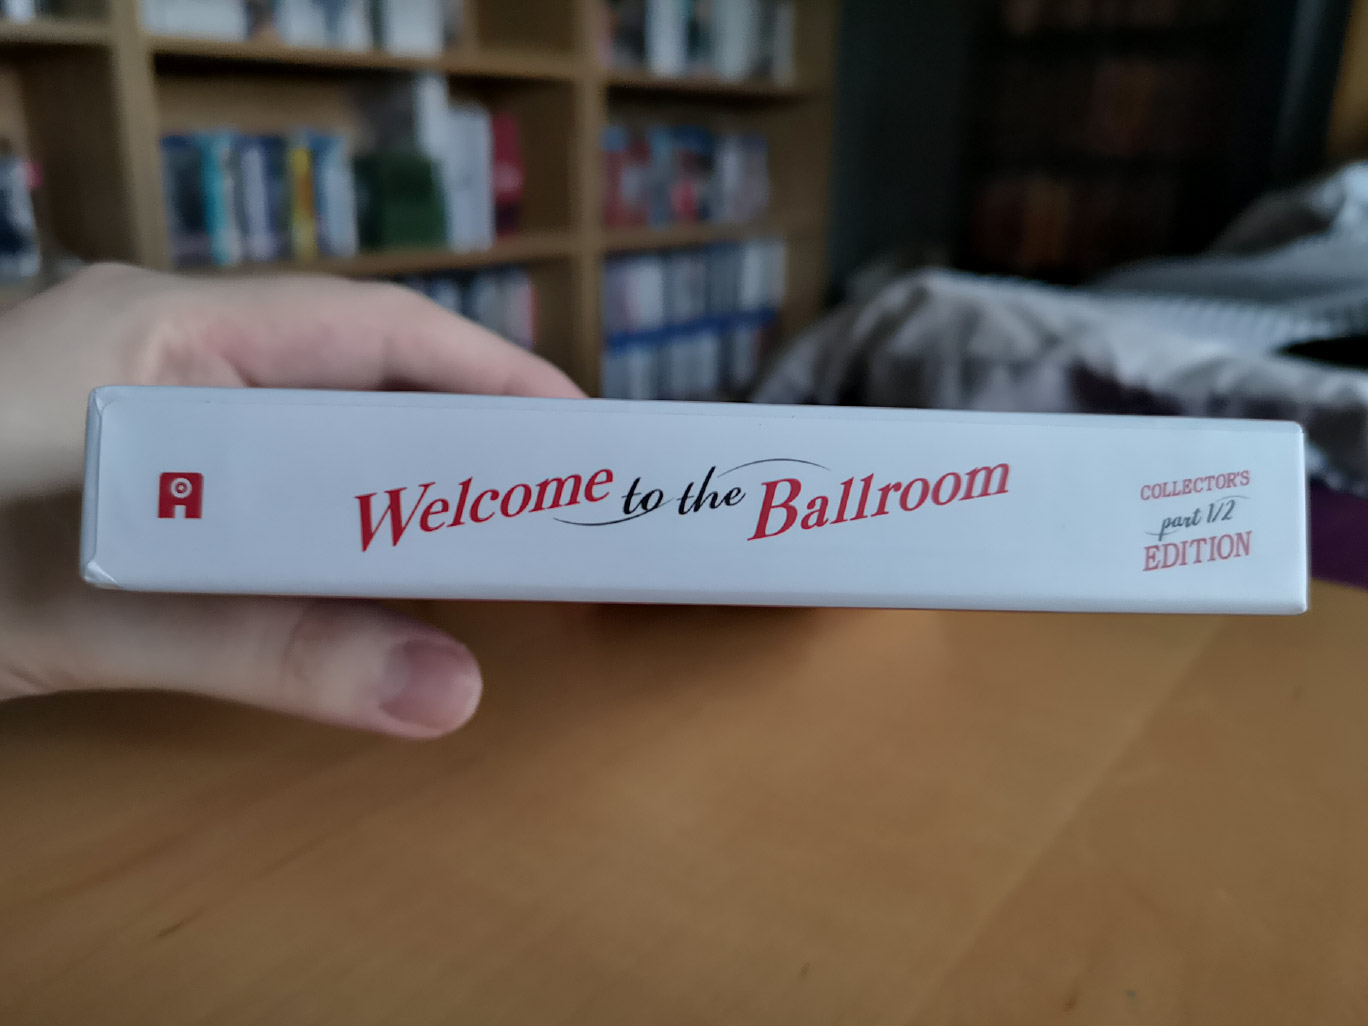 Welcome to the Ballroom
COLLECTOR'S
part 1/2
EDITION